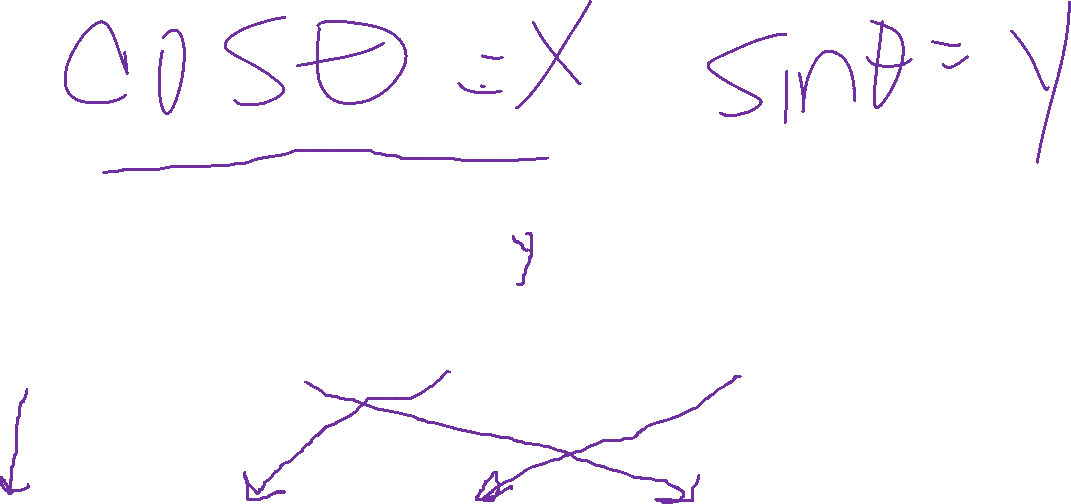 cosθ = x sinθ = y
y